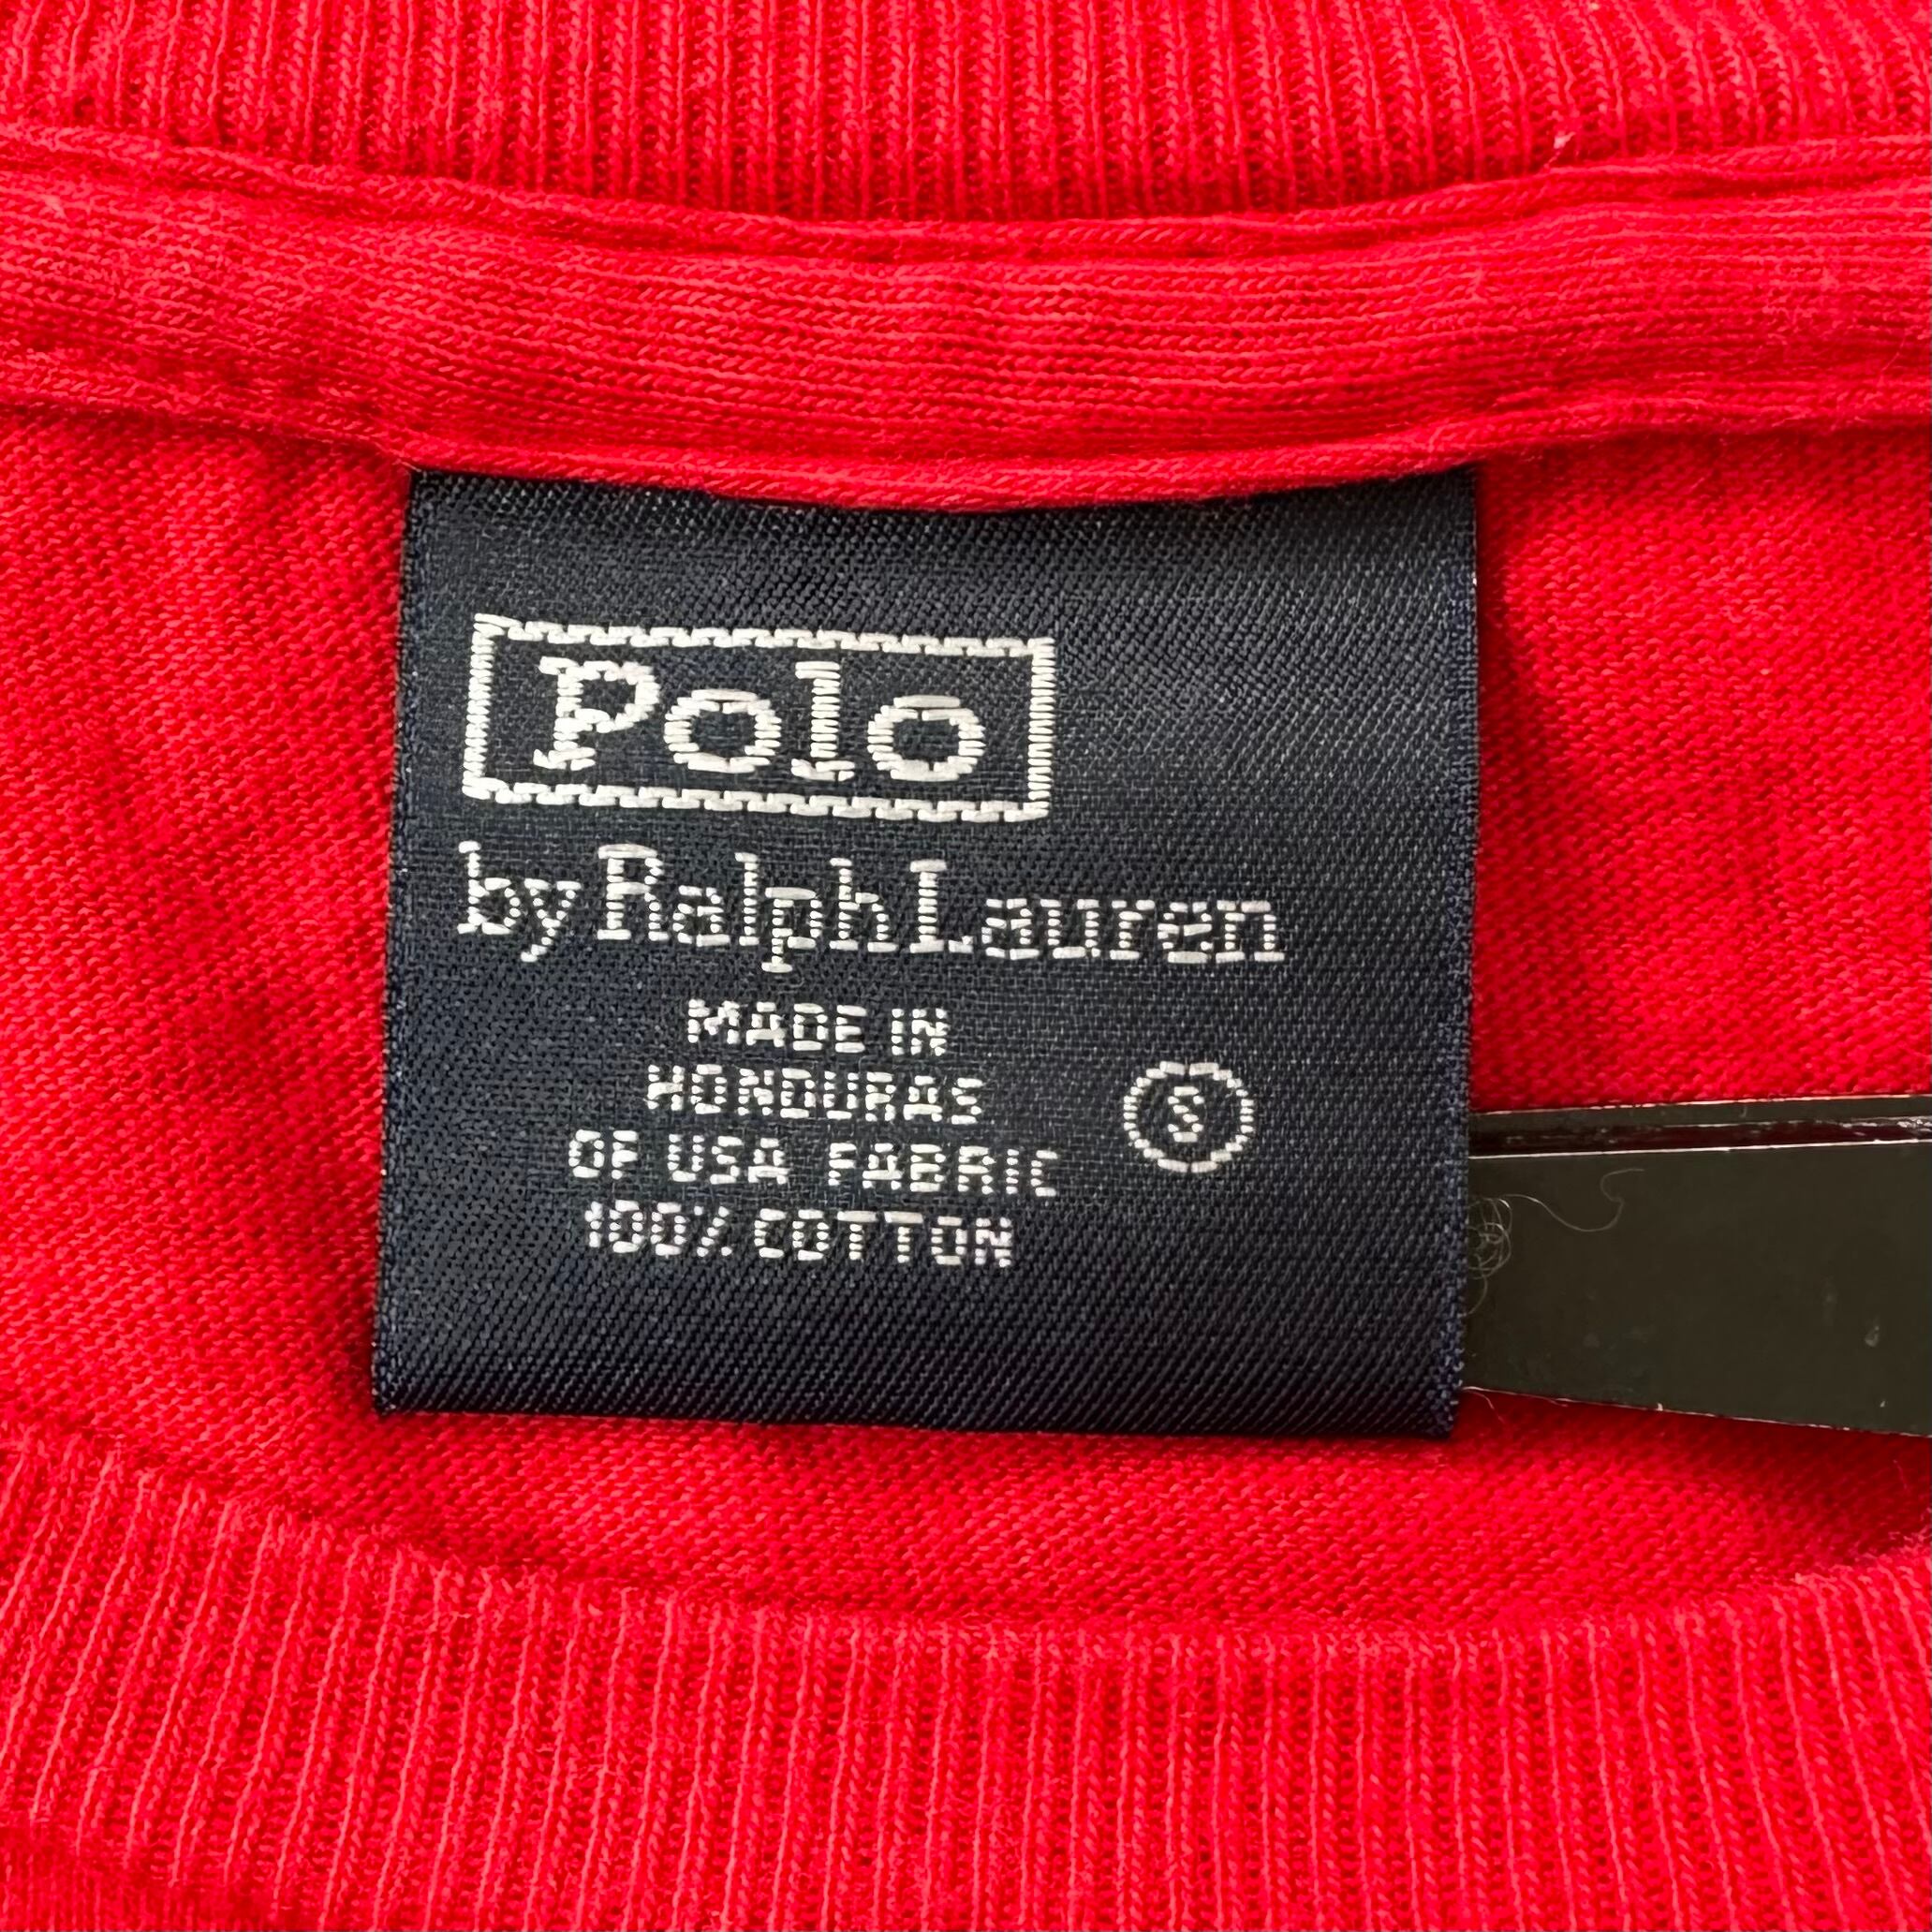 Polo
by Ralph Lauren
MADE IN
HONDURAS
OF USA FABRIC
100% COTTON
S